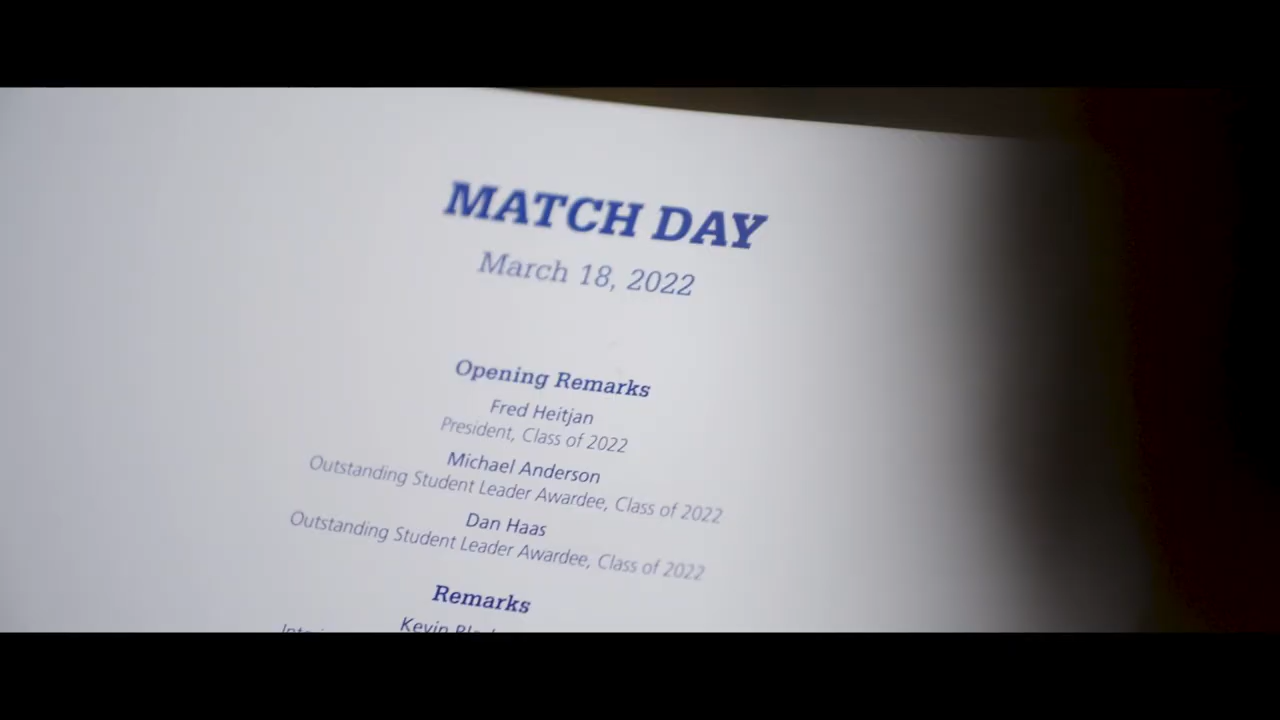 MATCH DAY
March 18, 2022
Opening Remarks
Fred Heitjan
President, Class of 2022
Michael Anderson
Outstanding Student Leader Awardee, Class of 2022
Dan Haas
Outstanding Student Leader Awardee, Class of 2022
Remarks
Kevin